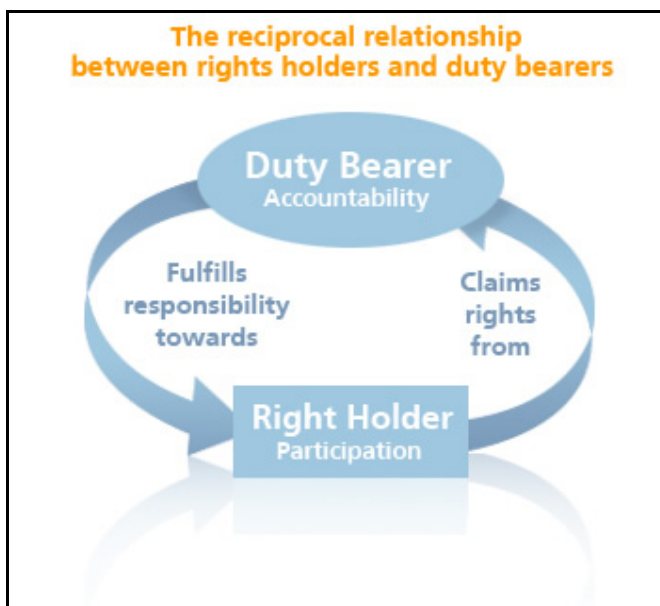 The reciprocal relationship
between rights holders and duty bearers
Duty Bearer
Accountability
Fulfills
responsibility
towards
Claims
rights
from
Right Holder
Participation